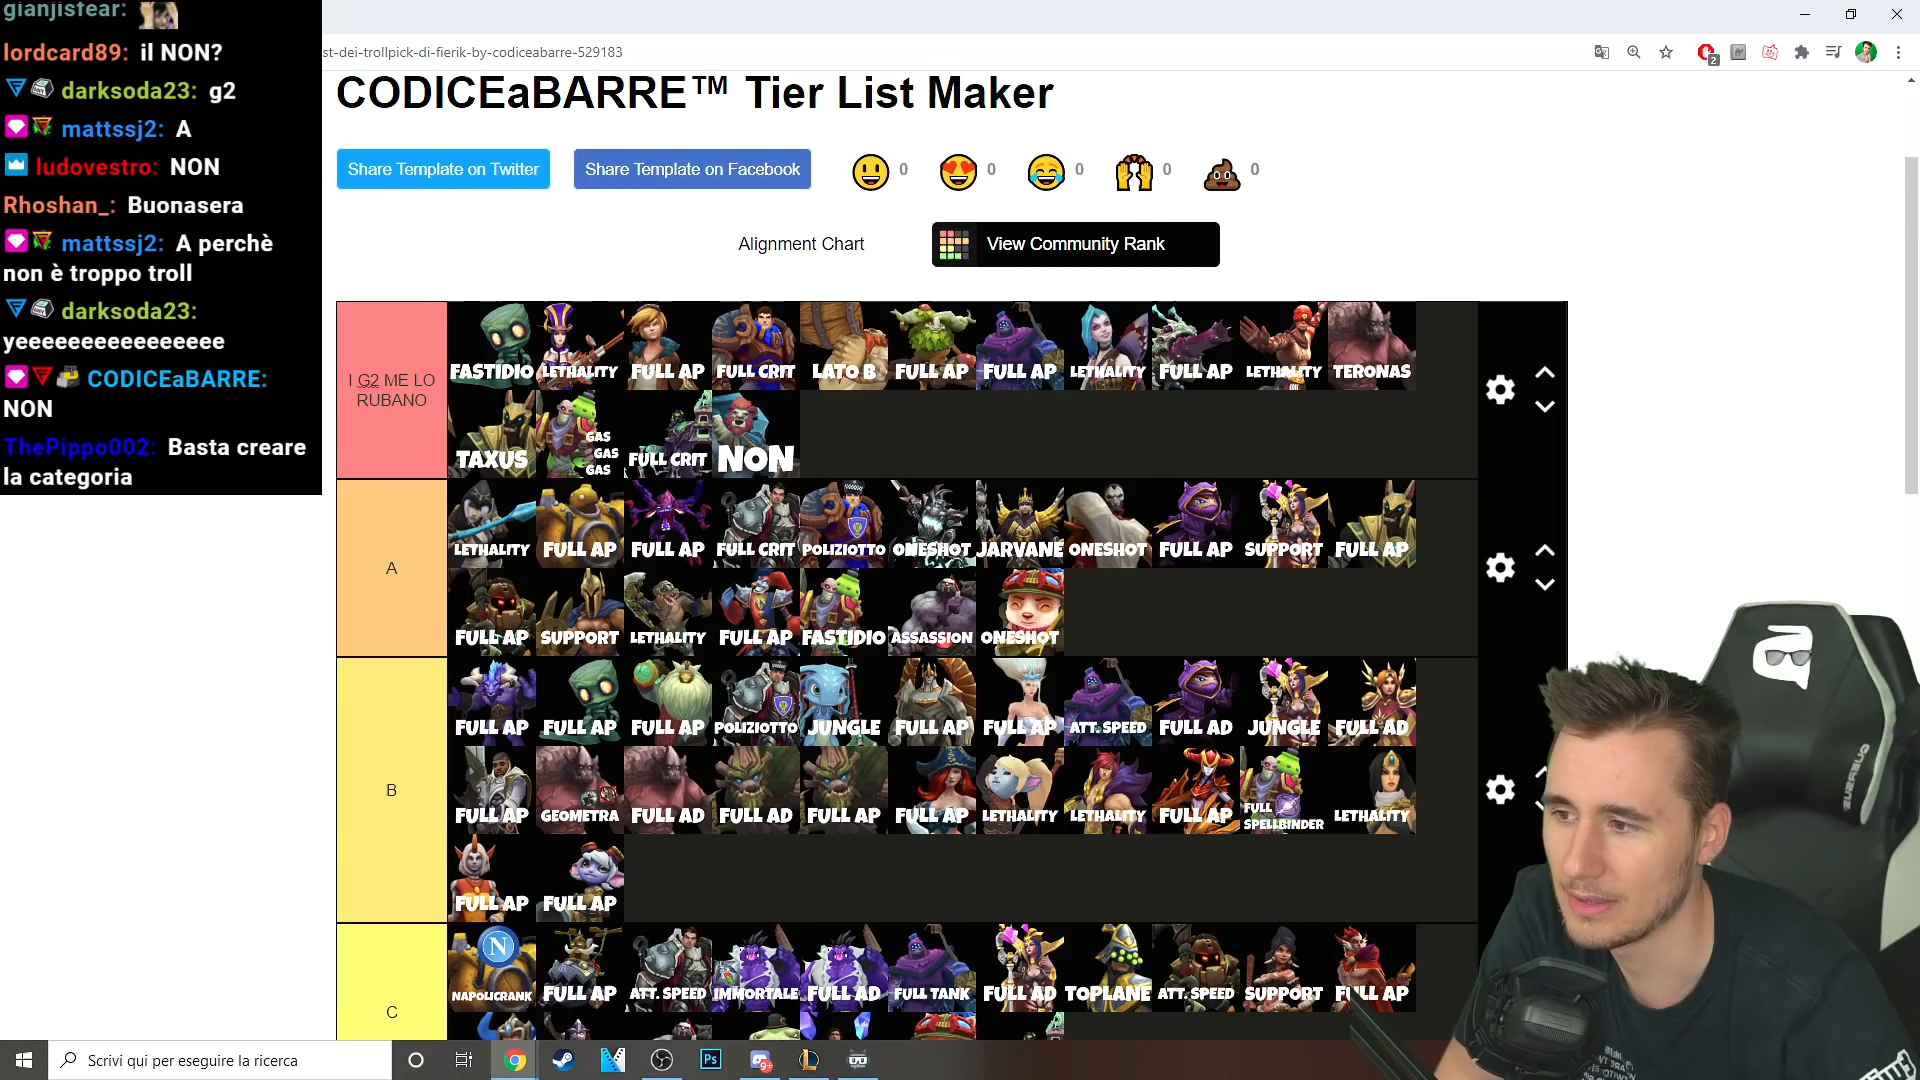 gianjisfear:
lordcard89: il NON?
darksoda23: g2
mattssj2: A
ludovestro: NON
Rhoshan_: Buonasera
mattssj2: A perchè
non è troppo troll
darksoda23:
yeeeeeeeeeeeeeee
CODICEaBARRE:
NON
ThePippo002: Basta creare
la categoria
st-dei-trollpick-di-fierik-by-codiceabarre-529183
2
CODICEaBARRE™ Tier List Maker
Share Template on Twitter
Share Template on Facebook
0
0
0
0
0
Alignment Chart
View Community Rank
I G2 ME LO
RUBANO
FASTIDIO LETHALITY FULL AP FULL CRIT LATO B FULL AP FULL AP LETHALITY FULL AP LETHALITY TERONAS
TAXUS GAS GAS GAS FULL CRIT NON
A
LETHALITY FULL AP FULL AP FULL CRIT POLIZIOTTO ONESHOT JARVANE ONESHOT FULL AP SUPPORT FULL AP
FULL AP SUPPORT LETHALITY FULL AP FASTIDIO ASSASSION ONESHOT
B
FULL AP FULL AP FULL AP POLIZIOTTO JUNGLE FULL AP FULL AP ATT. SPEED FULL AD JUNGLE FULL AD
FULL AP GEOMETRA FULL AD FULL AD FULL AP FULL AP LETHALITY LETHALITY FULL AP FULL SPELLBINDER LETHALITY
FULL AP FULL AP
C
N
NAPOLICRANK FULL AP ATT. SPEED IMMORTALE FULL AD FULL TANK FULL AD TOPLANE ATT. SPEED SUPPORT FULL AP
QUERSUS
Scrivi qui per eseguire la ricerca
Ps
9+
L